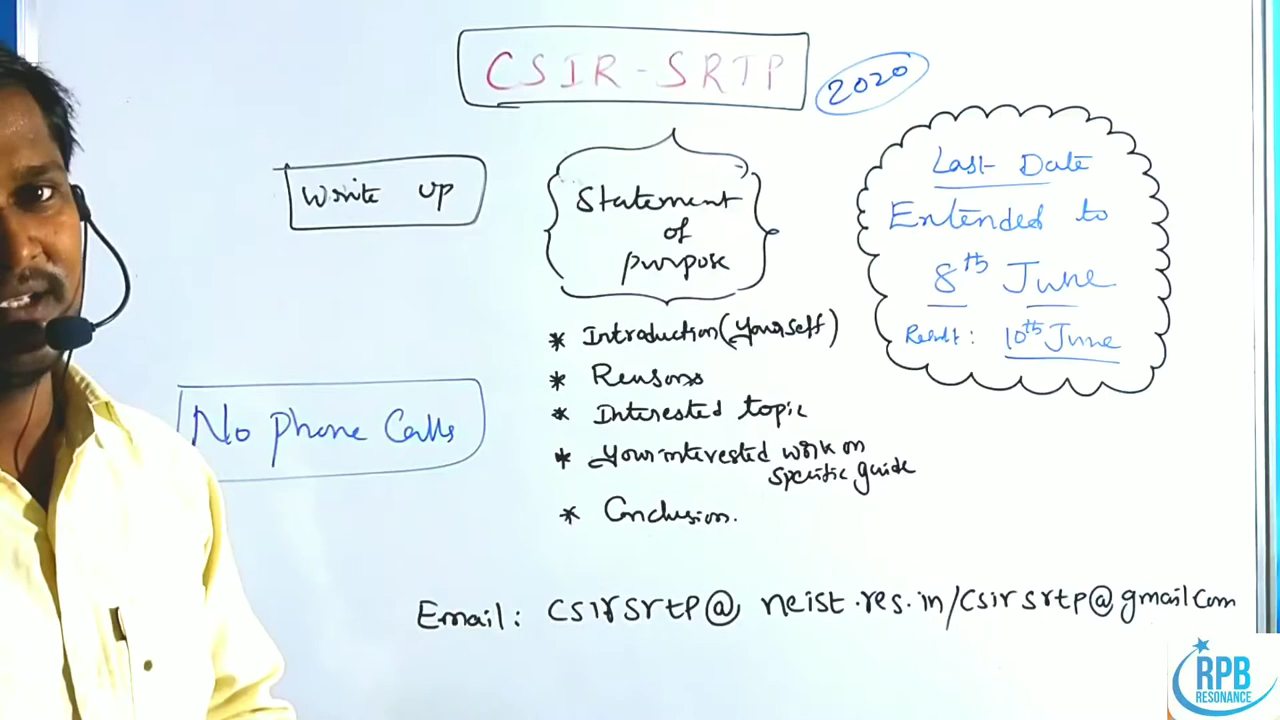 CSIR-SRTP
2020
Write up
Statement
of
purpose
Last Date
Entended to
8th June
Result: 10th June
* Introduction (Yourself)
* Reasons
* Interested topic
* Your interested work on
specific guide
* Conclusion.
No Phone Calls
Email: csirsrtp@neist.res.in/csirsrtp@gmail.com
RPB
RESONANCE